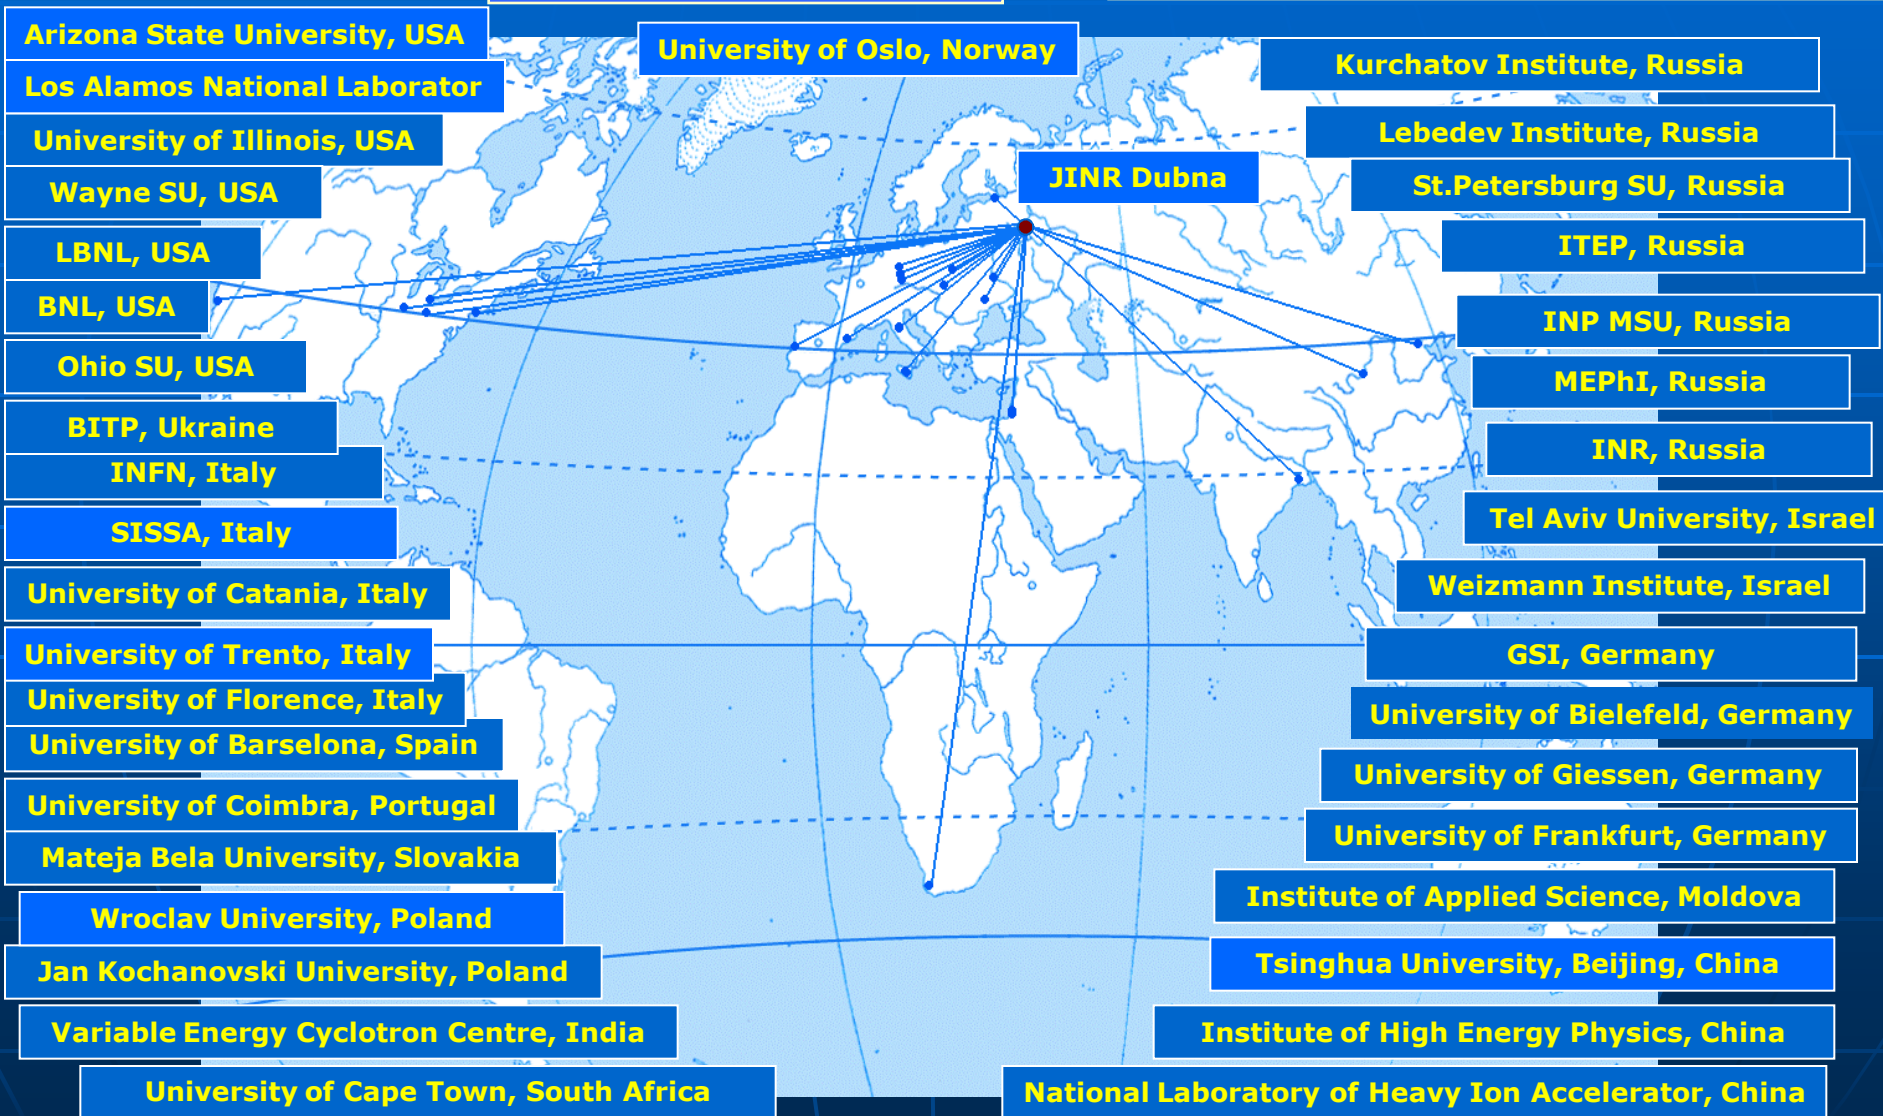 Arizona State University, USA
Los Alamos National Laborator
University of Illinois, USA
Wayne SU, USA
LBNL, USA
BNL, USA
Ohio SU, USA
BITP, Ukraine
INFN, Italy
SISSA, Italy
University of Catania, Italy
University of Trento, Italy
University of Florence, Italy
University of Barselona, Spain
University of Coimbra, Portugal
Mateja Bela University, Slovakia
Wroclav University, Poland
Jan Kochanovski University, Poland
Variable Energy Cyclotron Centre, India
University of Cape Town, South Africa
University of Oslo, Norway
JINR Dubna
Kurchatov Institute, Russia
Lebedev Institute, Russia
St.Petersburg SU, Russia
ITEP, Russia
INP MSU, Russia
MEPhI, Russia
INR, Russia
Tel Aviv University, Israel
Weizmann Institute, Israel
GSI, Germany
University of Bielefeld, Germany
University of Giessen, Germany
University of Frankfurt, Germany
Institute of Applied Science, Moldova
Tsinghua University, Beijing, China
Institute of High Energy Physics, China
National Laboratory of Heavy Ion Accelerator, China